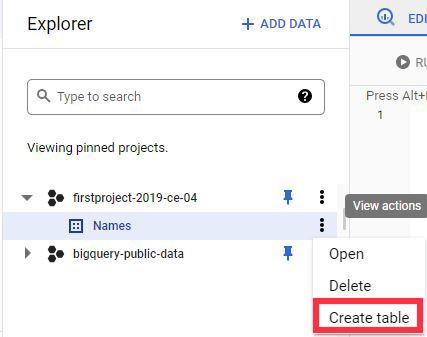 Explorer
+ ADD DATA
EDI
Type to search
?
RU
Press Alt+
1
Viewing pinned projects.
firstproject-2019-ce-04
View actions
Names
bigquery-public-data
Open
Delete
Create table